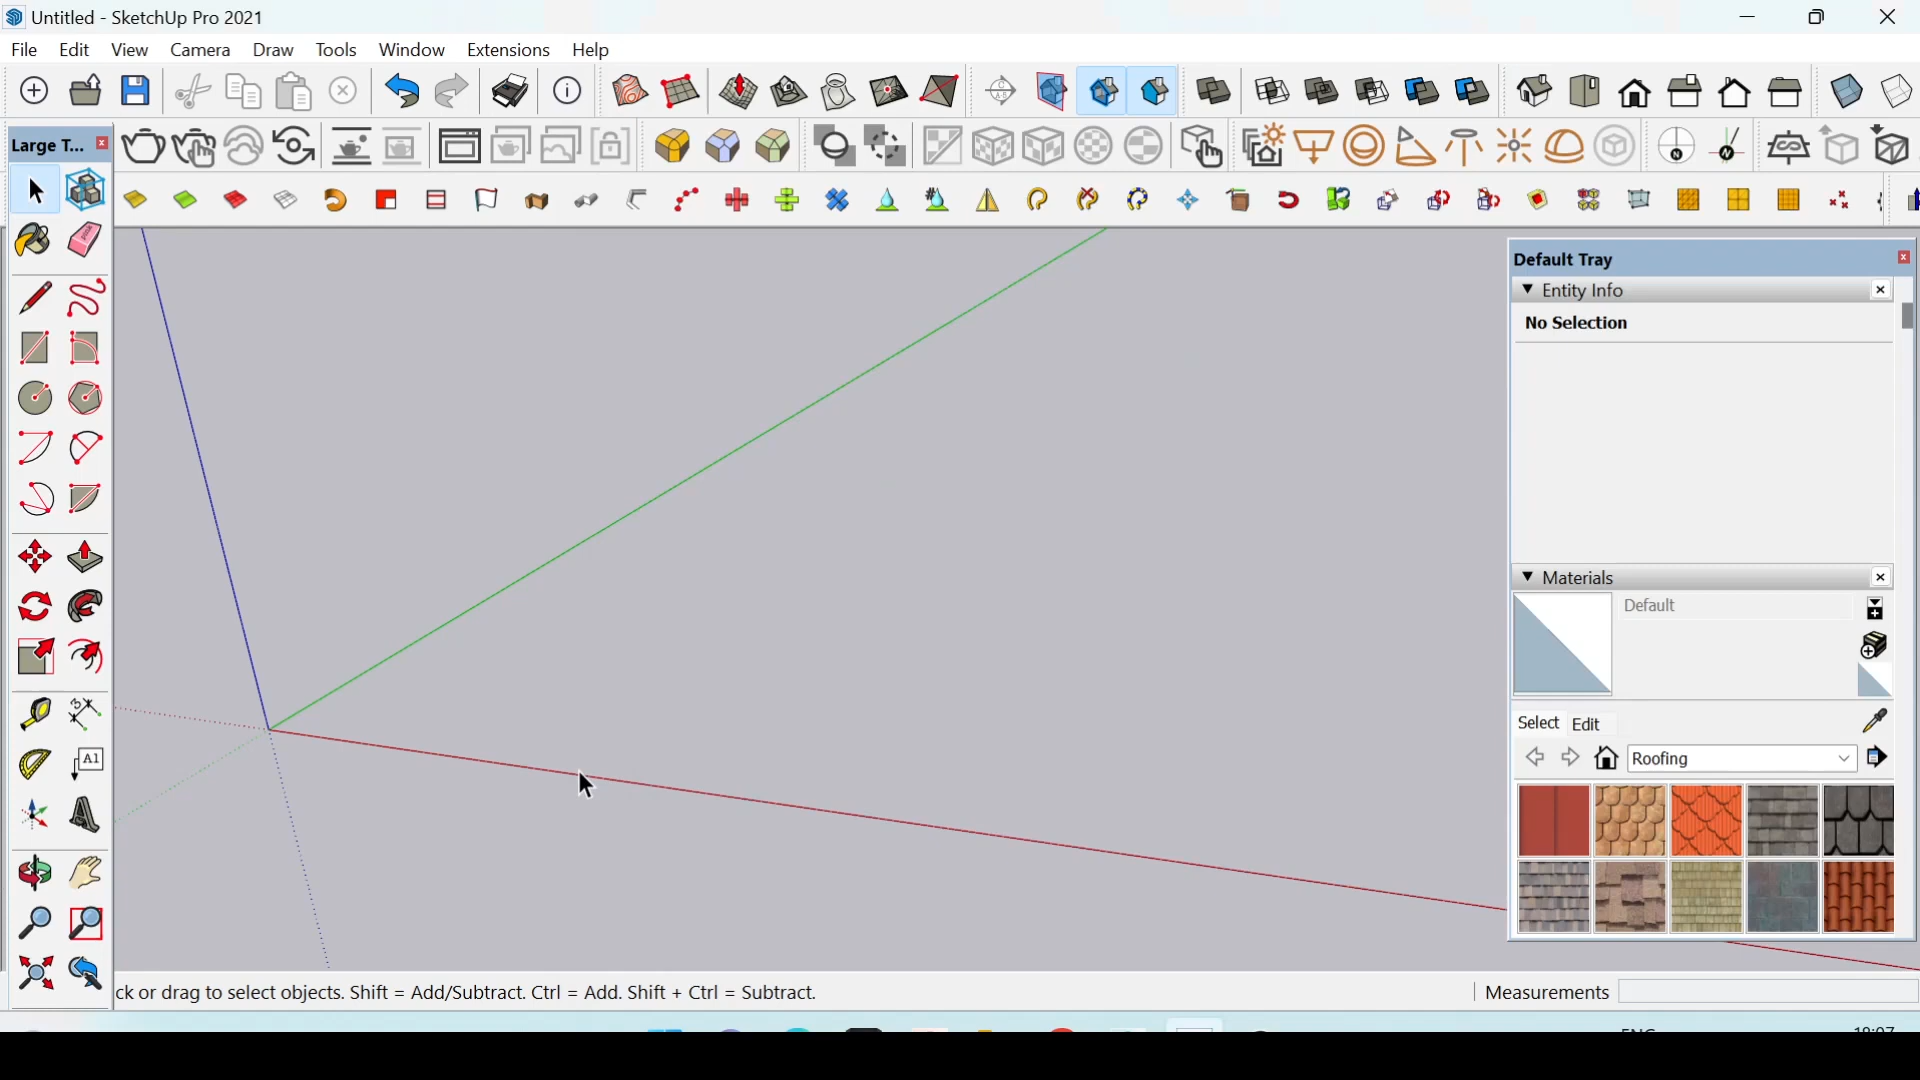 Untitled - SketchUp Pro 2021
File Edit View Camera Draw Tools Window Extensions Help
Large T...
Default Tray
Entity Info
No Selection
Materials
Default
Select Edit
Roofing
ck or drag to select objects. Shift = Add/Subtract. Ctrl = Add. Shift + Ctrl = Subtract.
Measurements